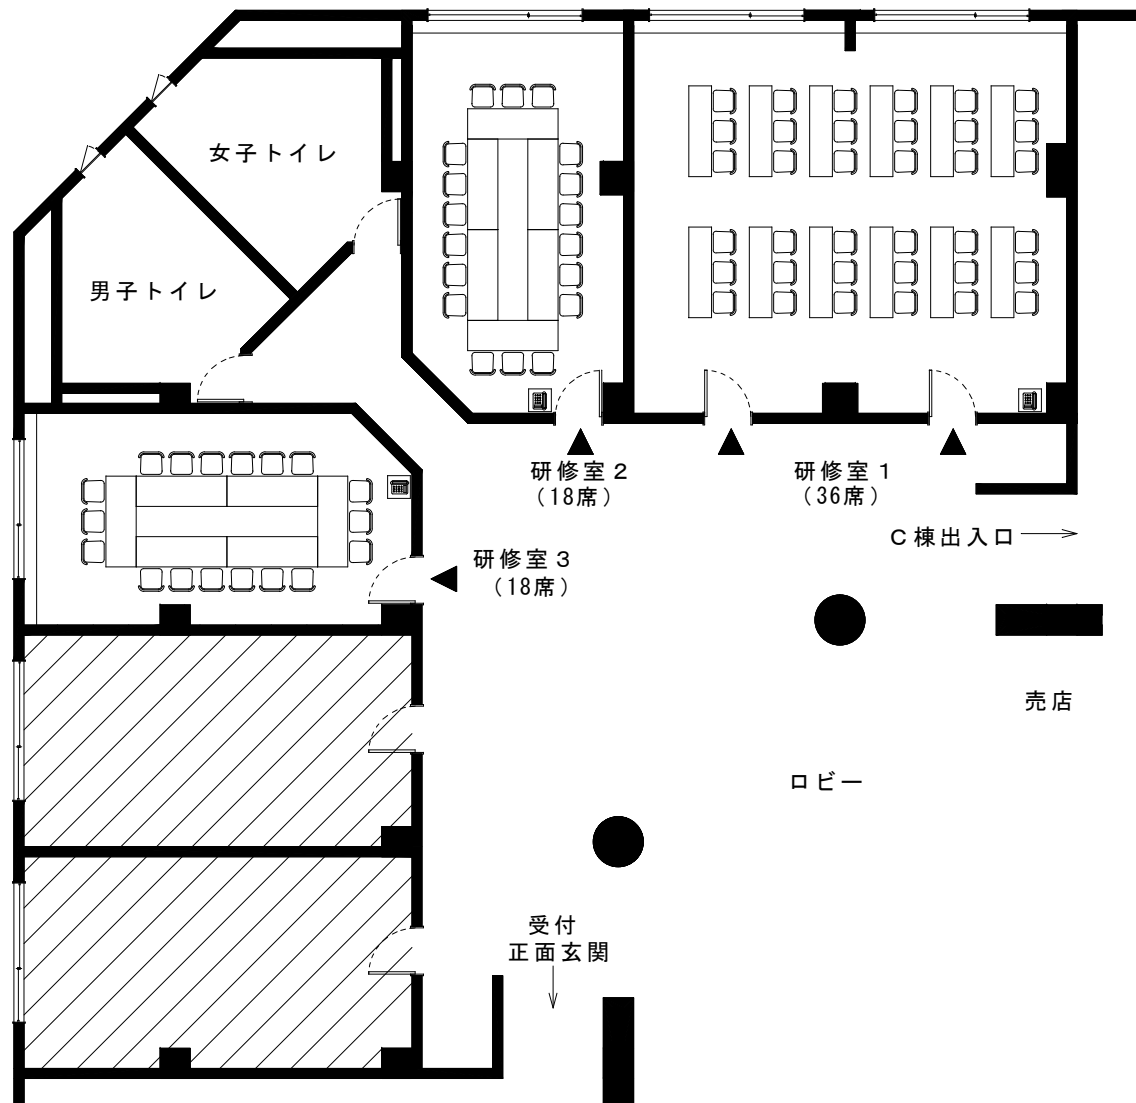 女子トイレ
男子トイレ
研修室２
（18席）
研修室１
（36席）
Ｃ棟出入口
研修室３
（18席）
売店
ロビー
受付
正面玄関